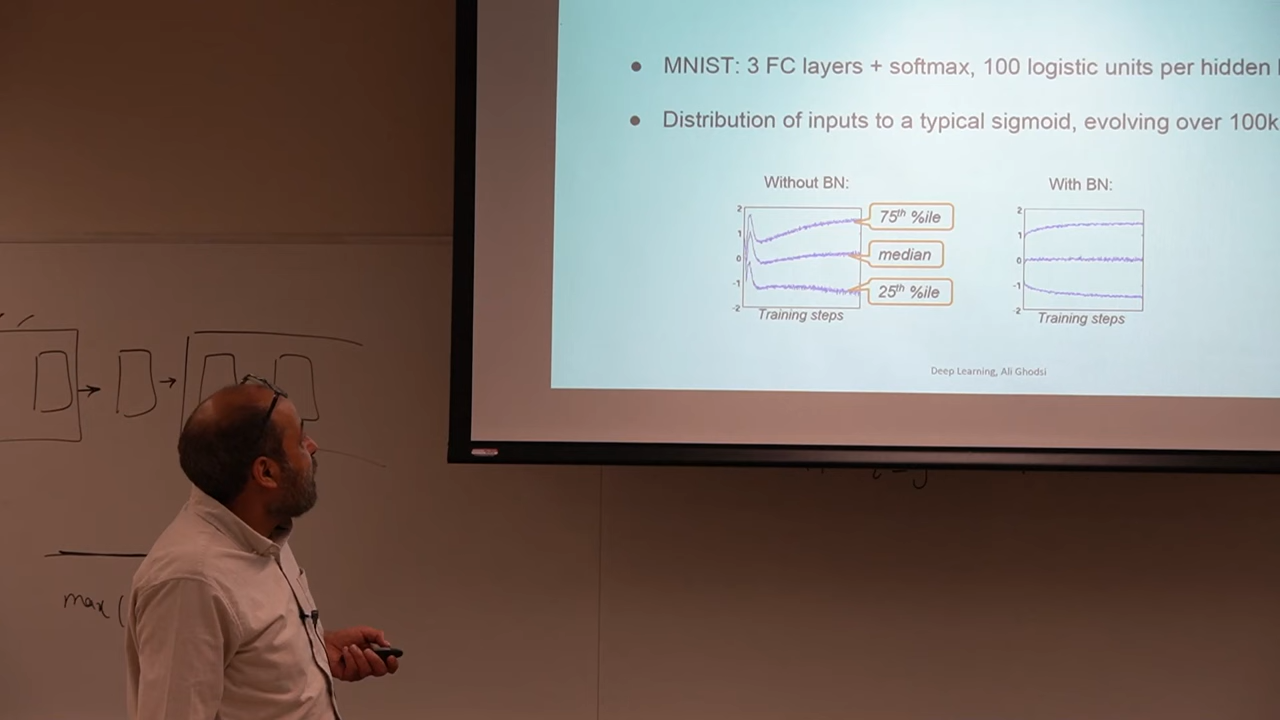 MNIST: 3 FC layers + softmax, 100 logistic units per hidden
Distribution of inputs to a typical sigmoid, evolving over 100k
Without BN:
With BN:
2
1
0
-1
-2
75th %ile
median
25th %ile
Training steps
2
1
0
-1
-2
Training steps
Deep Learning, Ali Ghodsi
max (